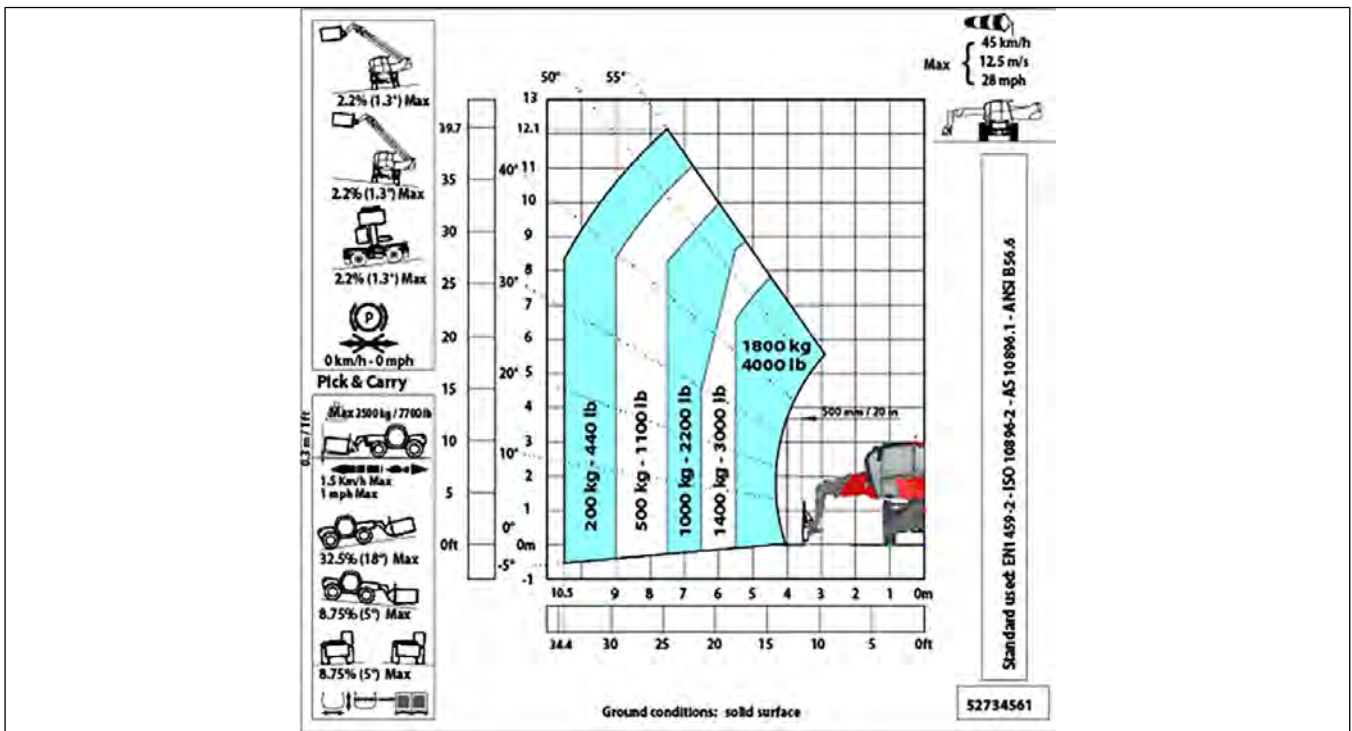 2.2% (1.3°) Max
2.2% (1.3°) Max
2.2% (1.3°) Max
P
0 km/h - 0 mph
Pick & Carry
0.3 m / 1ft
Max 2500 kg / 7700 lb
1.5 Km/h Max
1 mph Max
32.5% (18°) Max
8.75% (5°) Max
8.75% (5°) Max
39.7
35
30
25
20
15
10
5
0ft
50°
55°
40°
30°
20°
10°
0°
-5°
13
12.1
11
10
9
8
7
6
5
4
3
2
1
0m
-1
200 kg - 440 lb
500 kg - 1100 lb
1000 kg - 2200 lb
1400 kg - 3000 lb
1800 kg
4000 lb
500 mm / 20 in
10.5 9 8 7 6 5 4 3 2 1 0m
34.4 30 25 20 15 10 5 0ft
Ground conditions: solid surface
Max
45 km/h
12.5 m/s
28 mph
Standard used: EN1459-2 - ISO 10896-2 - AS 10896.1 - ANSI B56.6
52734561